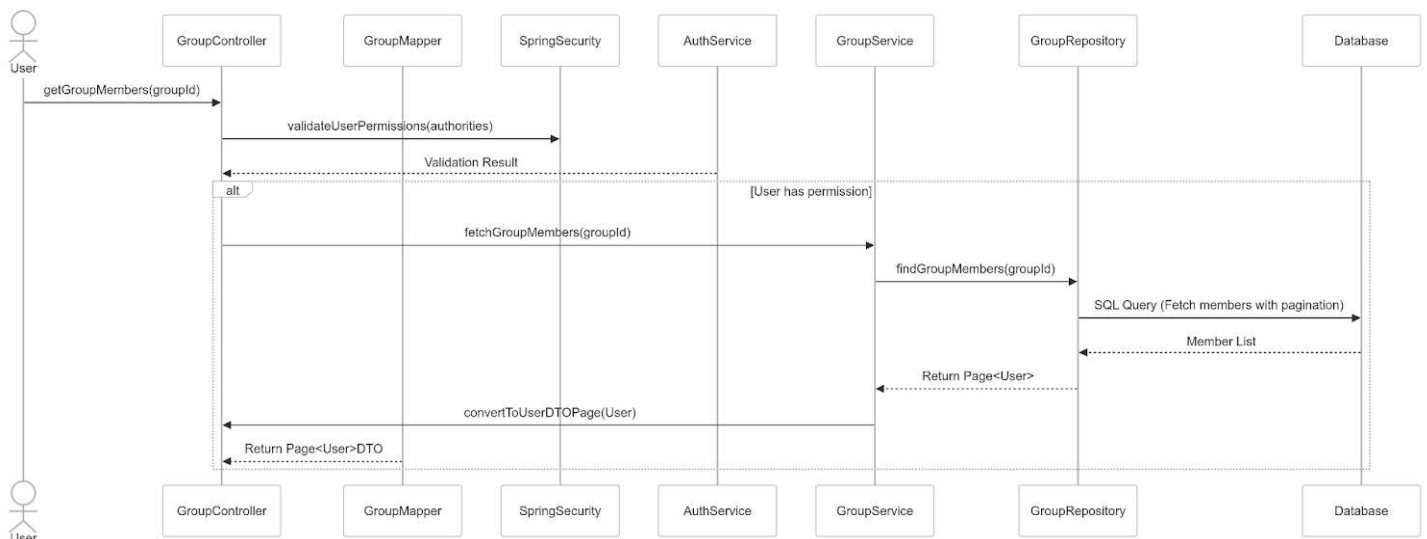 User
GroupController
GroupMapper
SpringSecurity
AuthService
GroupService
GroupRepository
Database
getGroupMembers(groupId)
validateUserPermissions(authorities)
Validation Result
alt
[User has permission]
fetchGroupMembers(groupId)
findGroupMembers(groupId)
SQL Query (Fetch members with pagination)
Member List
Return Page<User>
convertToUserDTOPage(User)
Return Page<User>DTO
User
GroupController
GroupMapper
SpringSecurity
AuthService
GroupService
GroupRepository
Database